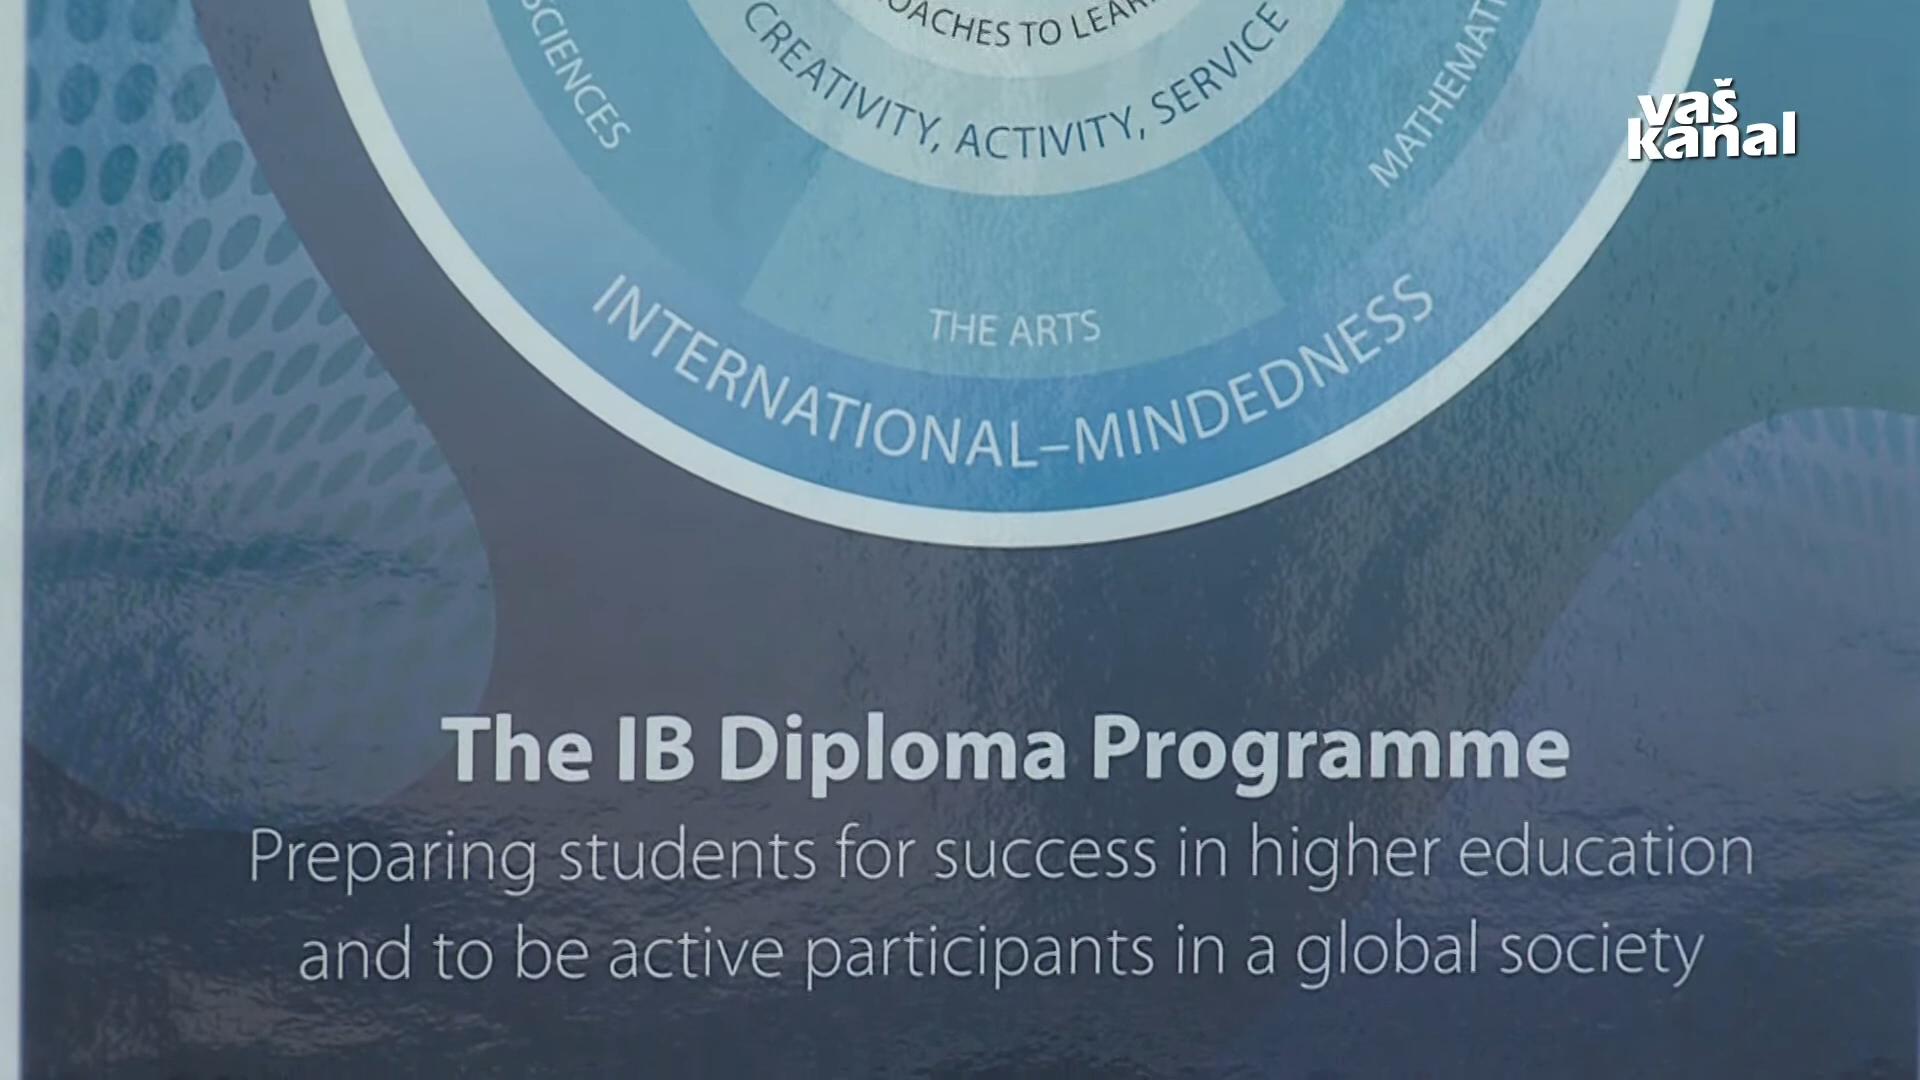 TO
CREATIVITY, ACTIVITY, SERVICE
SCIENCES
THE ARTS
INTERNATIONAL–MINDEDNESS
vaš
kanal
The IB Diploma Programme
Preparing students for success in higher education
and to be active participants in a global society